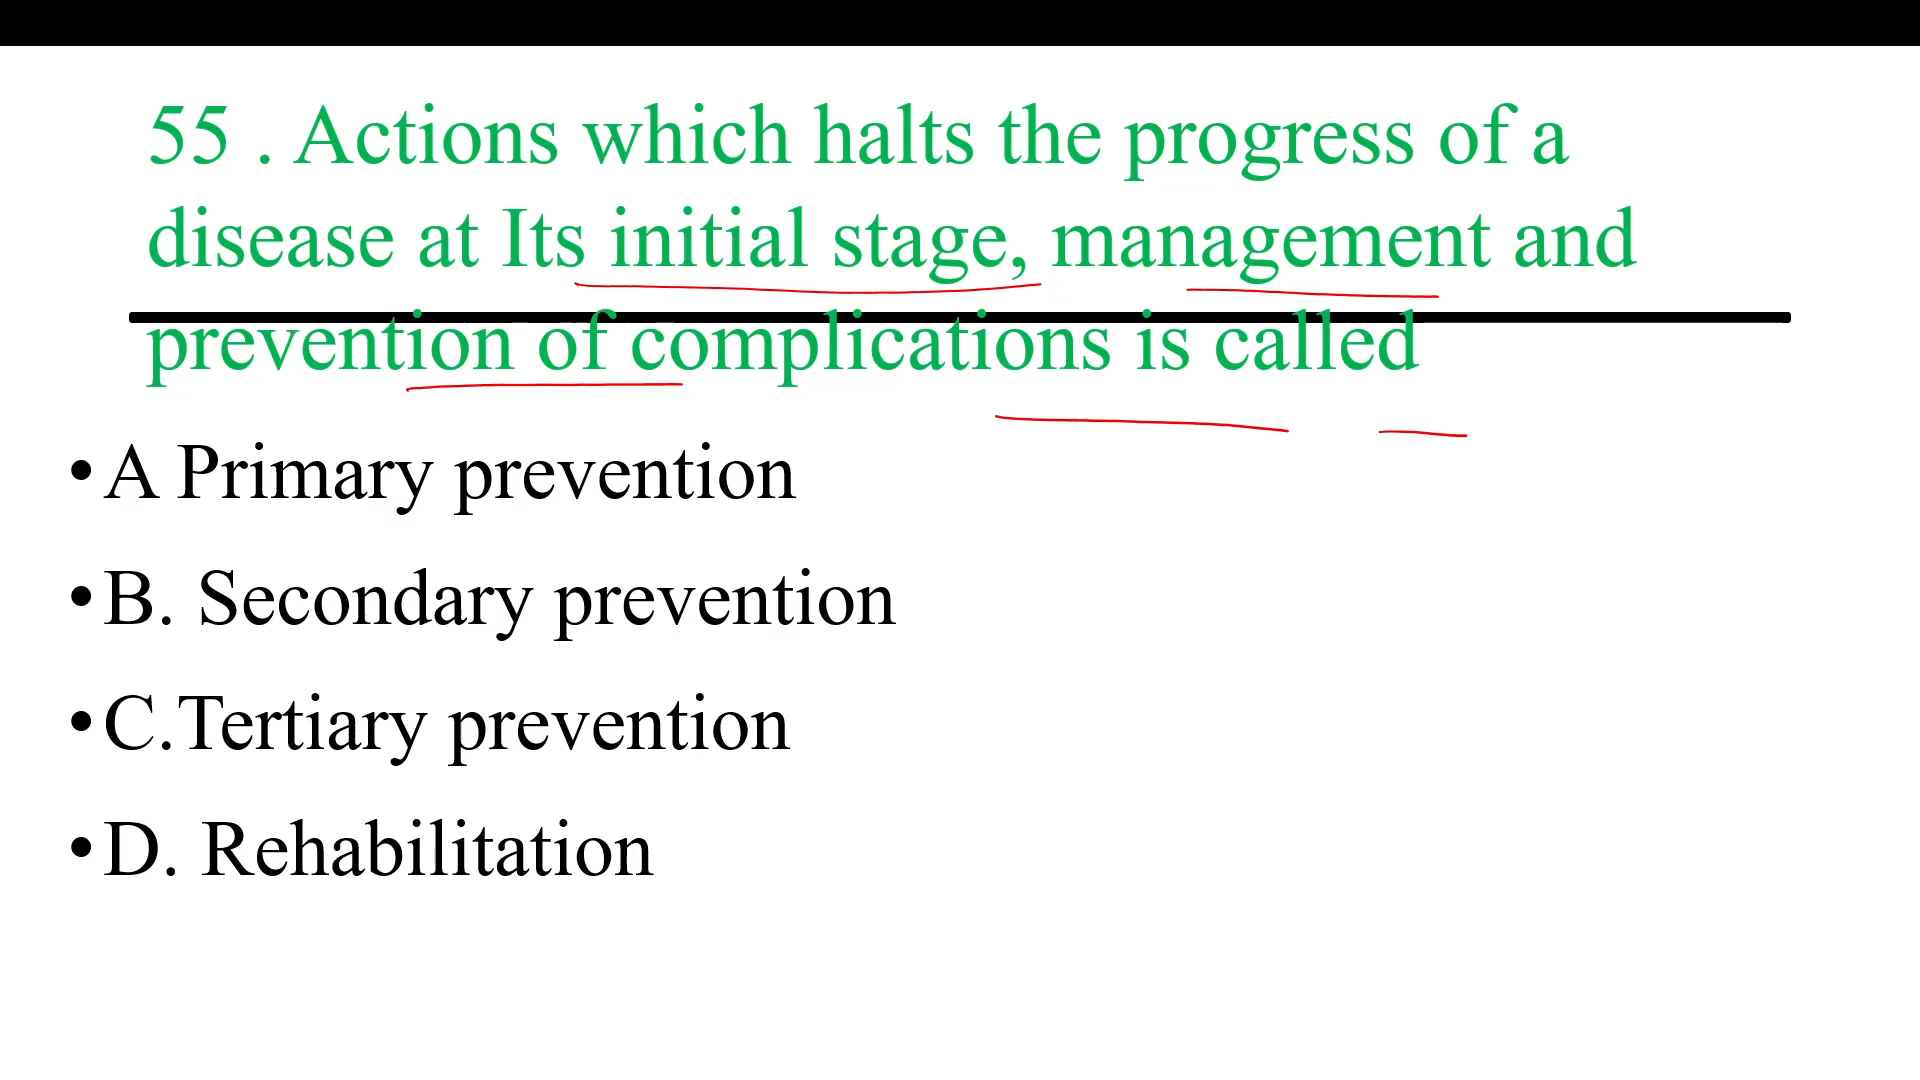 55 . Actions which halts the progress of a
disease at Its initial stage, management and
prevention of complications is called
•A Primary prevention
•B. Secondary prevention
•C.Tertiary prevention
•D. Rehabilitation